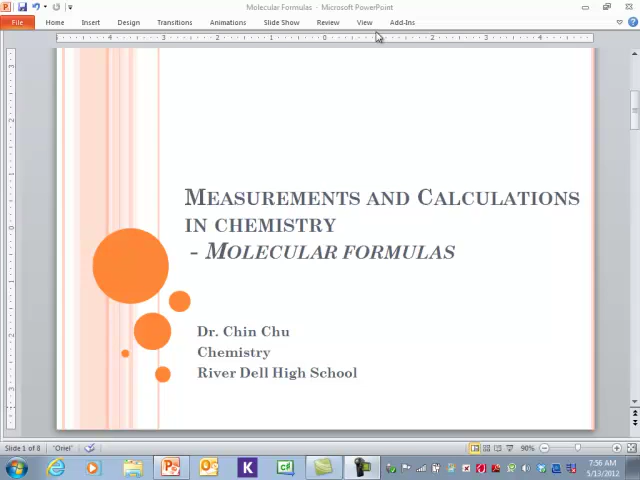 Molecular Formulas - Microsoft PowerPoint
File Home Insert Design Transitions Animations Slide Show Review View Add-Ins
MEASUREMENTS AND CALCULATIONS
IN CHEMISTRY
- MOLECULAR FORMULAS
Dr. Chin Chu
Chemistry
River Dell High School
Slide 1 of 8 "Oriel" 90%
7:56 AM
5/13/2012